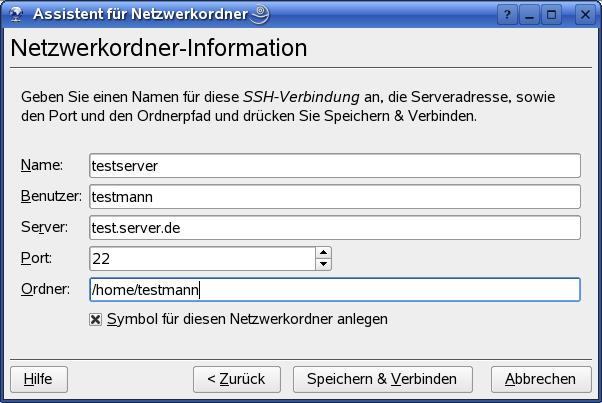 Assistent für Netzwerkordner
Netzwerkordner-Information
Geben Sie einen Namen für diese SSH-Verbindung an, die Serveradresse, sowie
den Port und den Ordnerpfad und drücken Sie Speichern & Verbinden.
Name: testserver
Benutzer: testmann
Server: test.server.de
Port: 22
Ordner: /home/testmann
Symbol für diesen Netzwerkordner anlegen
Hilfe < Zurück Speichern & Verbinden Abbrechen